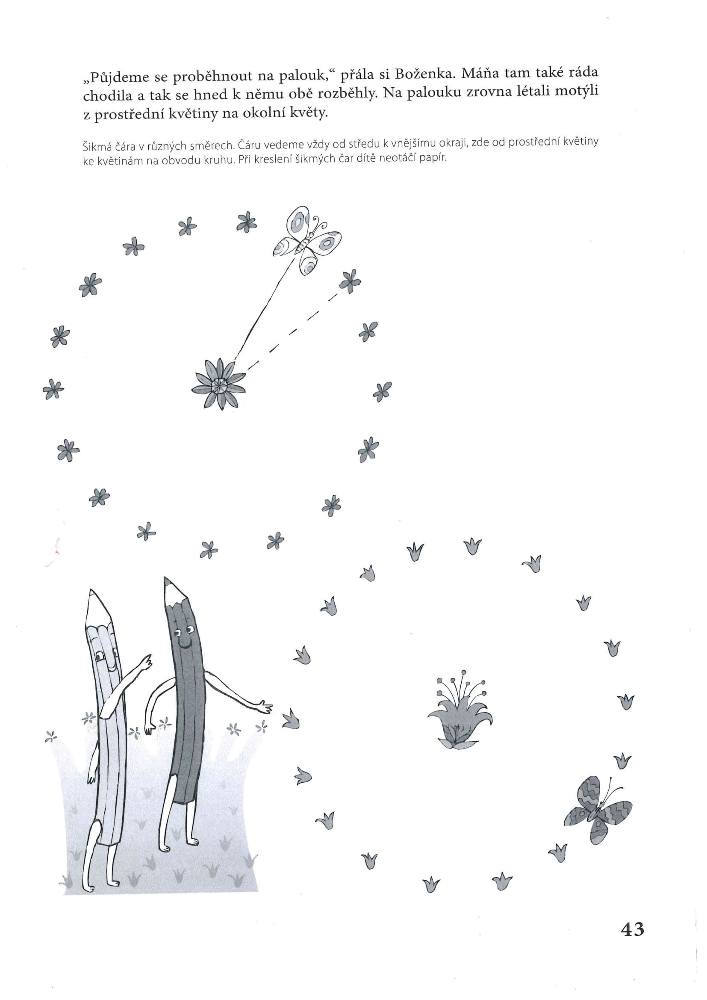 „Půjdeme se proběhnout na palouk,“ přála si Boženka. Máňa tam také ráda
chodila a tak se hned k němu obě rozběhly. Na palouku zrovna létali motýli
z prostřední květiny na okolní květy.
Šikmá čára v různých směrech. Čáru vedeme vždy od středu k vnějšímu okraji, zde od prostřední květiny
ke květinám na obvodu kruhu. Při kreslení šikmých čar dítě neotáčí papír.
43